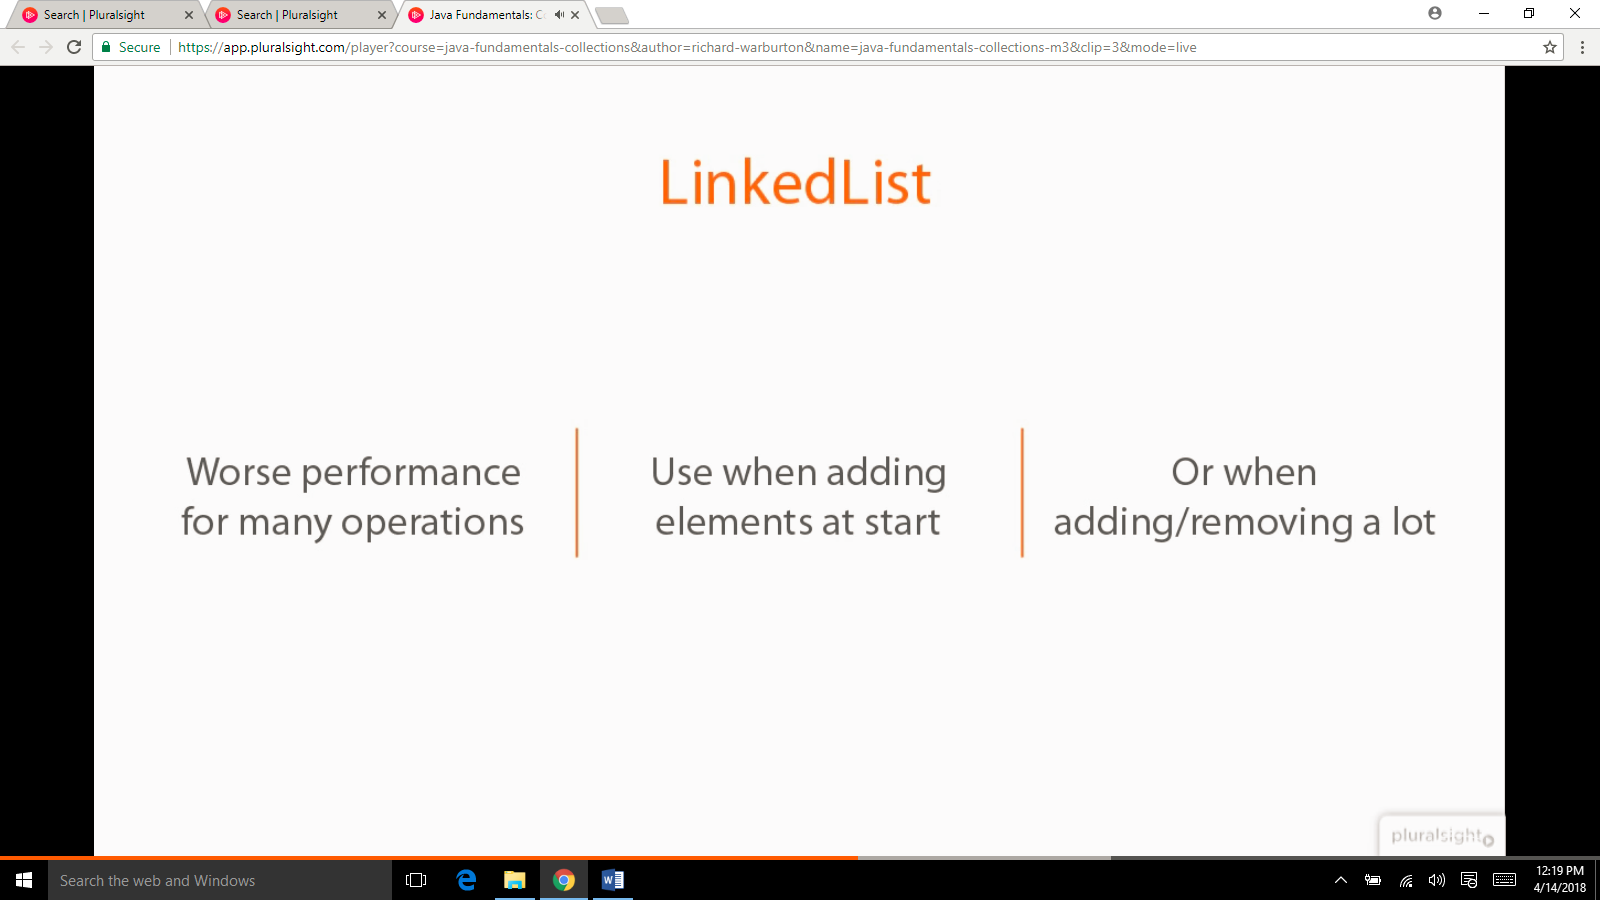 Search | Pluralsight
Search | Pluralsight
Java Fundamentals: C
Secure
https://app.pluralsight.com/player?course=java-fundamentals-collections&author=richard-warburton&name=java-fundamentals-collections-m3&clip=3&mode=live
LinkedList
Worse performance
for many operations
Use when adding
elements at start
Or when
adding/removing a lot
pluralsight
Search the web and Windows
12:19 PM
4/14/2018